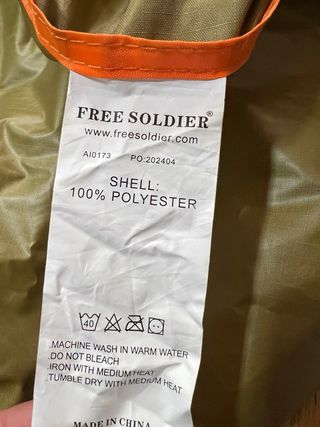 FREE SOLDIER®
www.freesoldier.com
AI0173 PO:202404
SHELL:
100% POLYESTER
40
.MACHINE WASH IN WARM WATER
.DO NOT BLEACH
.IRON WITH MEDIUM HEAT
.TUMBLE DRY WITH MEDIUM HEAT
MADE IN CHINA